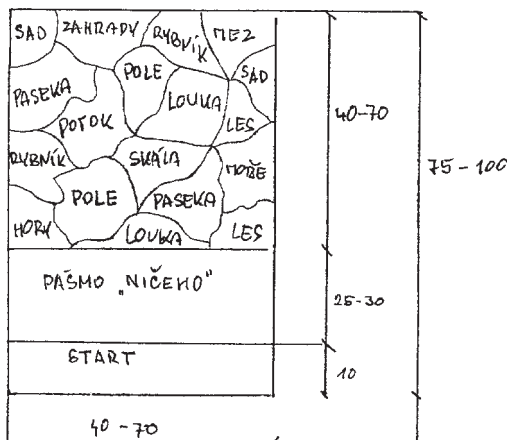 SAD ZAHRADY RYBNÍK MEZ
PASEKA POLE LOUKA SAD
POTOK LES
RYBNÍK SKÁLA MOŘE
POLE PASEKA
HORY LOUKA LES
PÁSMO „NIČEHO"
START
40-70
75-100
25-30
10
40-70